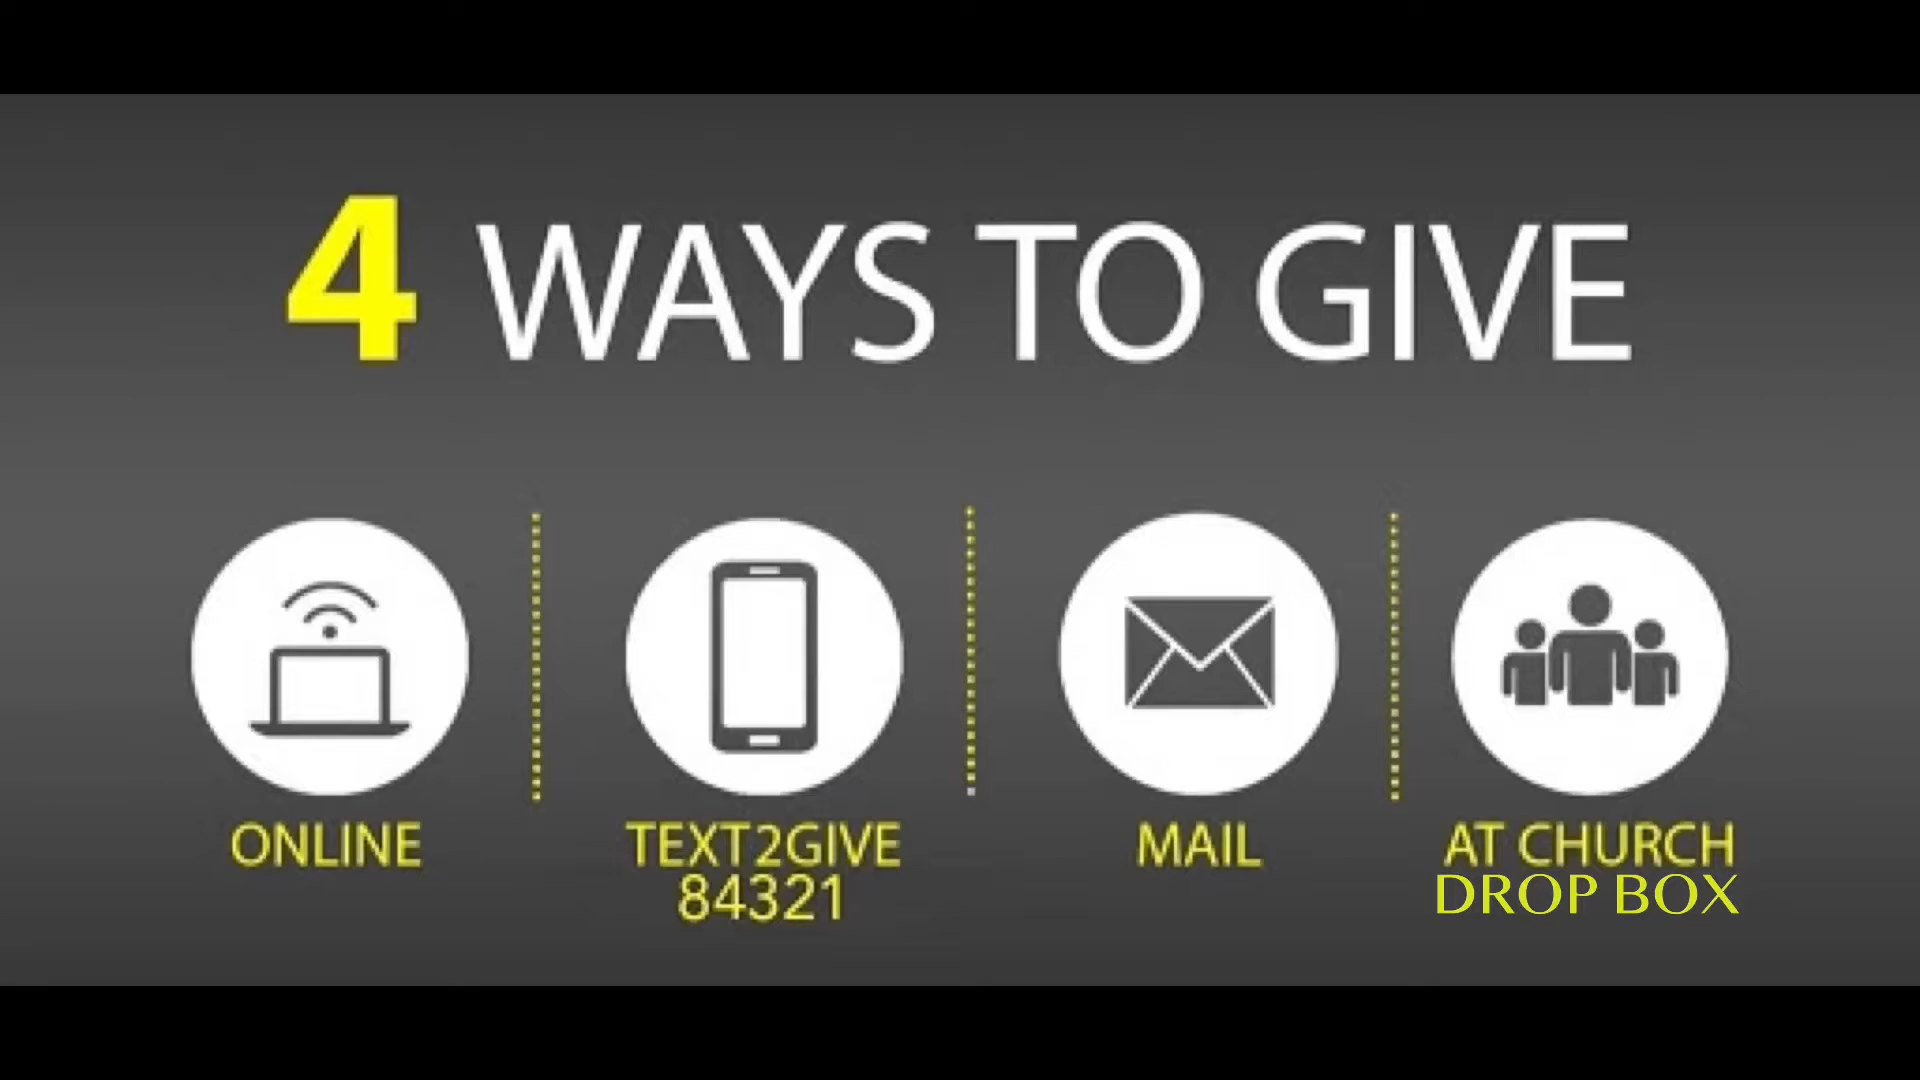 4 WAYS TO GIVE
ONLINE
TEXT2GIVE
84321
MAIL
AT CHURCH
DROP BOX